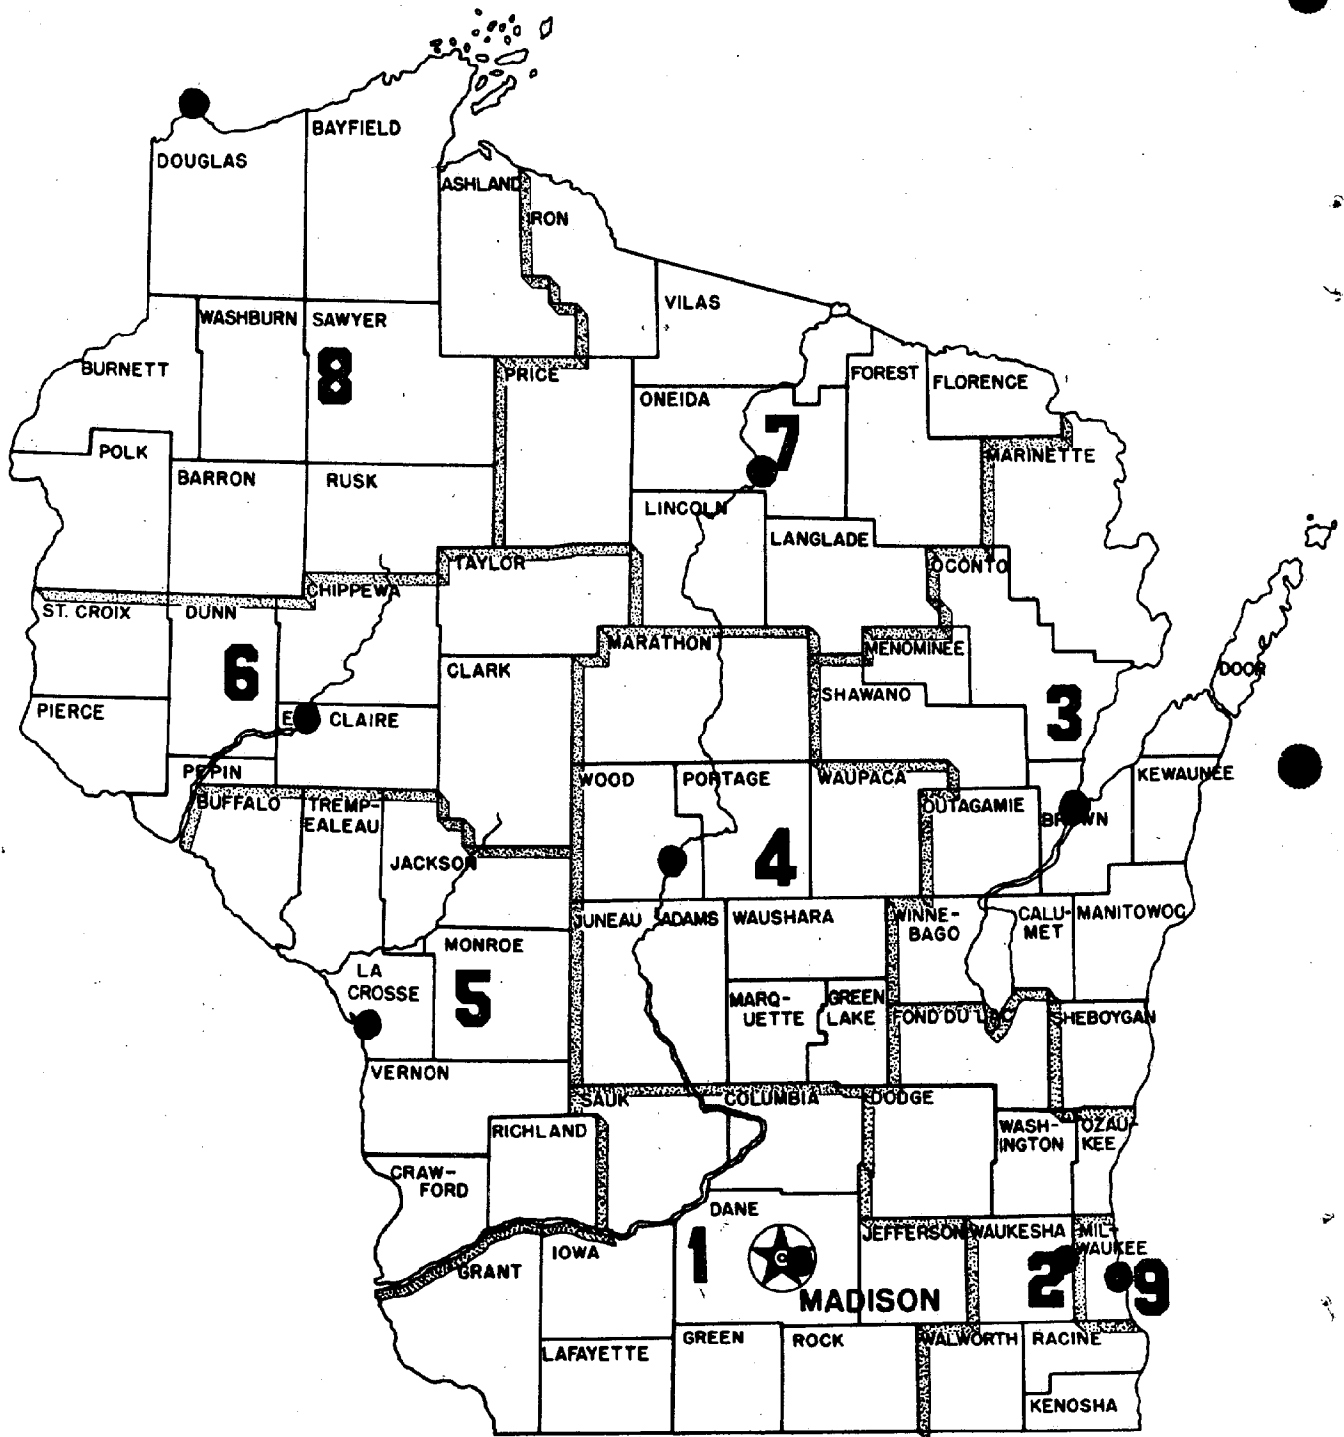 BAYFIELD
DOUGLAS
ASHLAND
IRON
VILAS
WASHBURN
SAWYER
BURNETT
8
PRICE
FOREST
FLORENCE
ONEIDA
7
POLK
BARRON
RUSK
MARINETTE
LINCOLN
LANGLADE
TAYLOR
OCONTO
CHIPPEWA
ST. CROIX
DUNN
MARATHON
MENOMINEE
6
CLARK
DOOR
SHAWANO
3
PIERCE
E
CLAIRE
PEPIN
WOOD
PORTAGE
WAUPACA
KEWAUNEE
BUFFALO
TREMP-
EALEAU
OUTAGAMIE
BROWN
JACKSON
4
JUNEAU
ADAMS
WAUSHARA
WINNE-
BAGO
CALU-
MET
MANITOWOC
MONROE
LA
CROSSE
5
MARQ-
UETTE
GREEN
LAKE
FOND DU LAC
SHEBOYGAN
VERNON
SAUK
COLUMBIA
DODGE
RICHLAND
WASH-
INGTON
OZAU-
KEE
CRAW-
FORD
DANE
JEFFERSON
WAUKESHA
MIL-
WAUKEE
IOWA
1
C
GRANT
2
9
MADISON
GREEN
ROCK
WALWORTH
RACINE
LAFAYETTE
KENOSHA